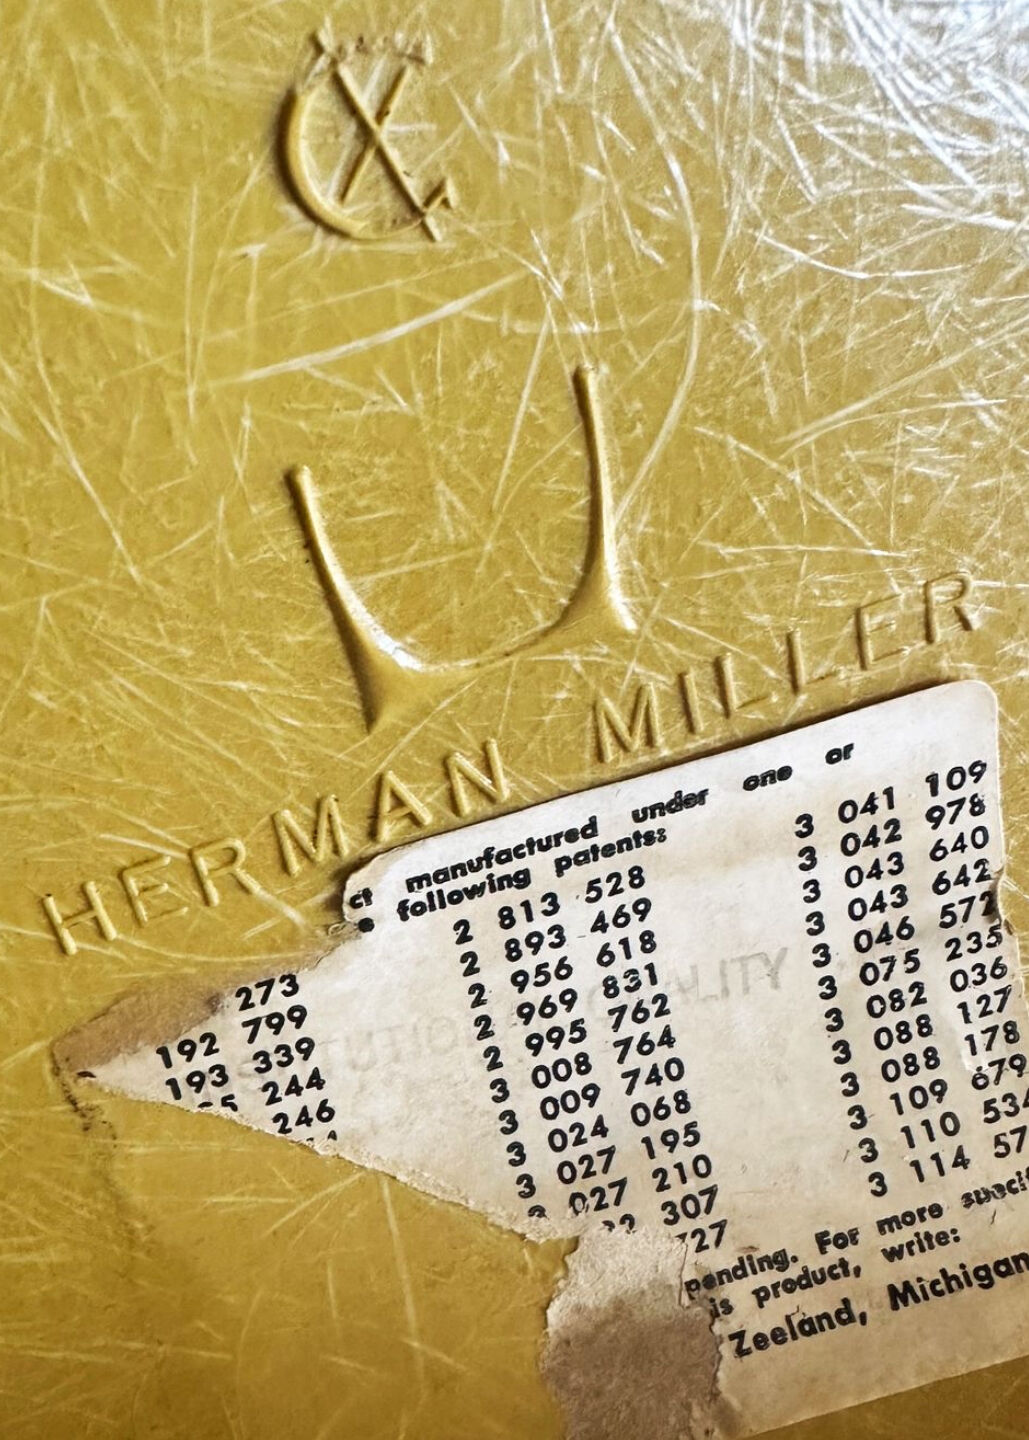 HERMAN MILLER
manufactured under one or
following patents:
273
192 799
193 339
244
246
2 813 528
2 893 469
2 956 618
2 969 831
2 995 762
3 008 764
3 009 740
3 024 068
3 027 195
3 027 210
307
727
3 041 109
3 042 978
3 043 640
3 043 642
3 046 572
3 075 235
3 082 036
3 088 127
3 088 178
3 109 679
3 110 534
3 114 57
pending. For more
is product, write:
Zeeland, Michigan